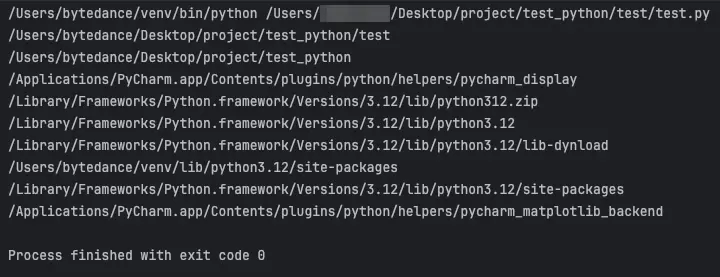 /Users/bytedance/venv/bin/python /Users/ /Desktop/project/test_python/test/test.py
/Users/bytedance/Desktop/project/test_python/test
/Users/bytedance/Desktop/project/test_python
/Applications/PyCharm.app/Contents/plugins/python/helpers/pycharm_display
/Library/Frameworks/Python.framework/Versions/3.12/lib/python312.zip
/Library/Frameworks/Python.framework/Versions/3.12/lib/python3.12
/Library/Frameworks/Python.framework/Versions/3.12/lib/python3.12/lib-dynload
/Users/bytedance/venv/lib/python3.12/site-packages
/Library/Frameworks/Python.framework/Versions/3.12/lib/python3.12/site-packages
/Applications/PyCharm.app/Contents/plugins/python/helpers/pycharm_matplotlib_backend
Process finished with exit code 0